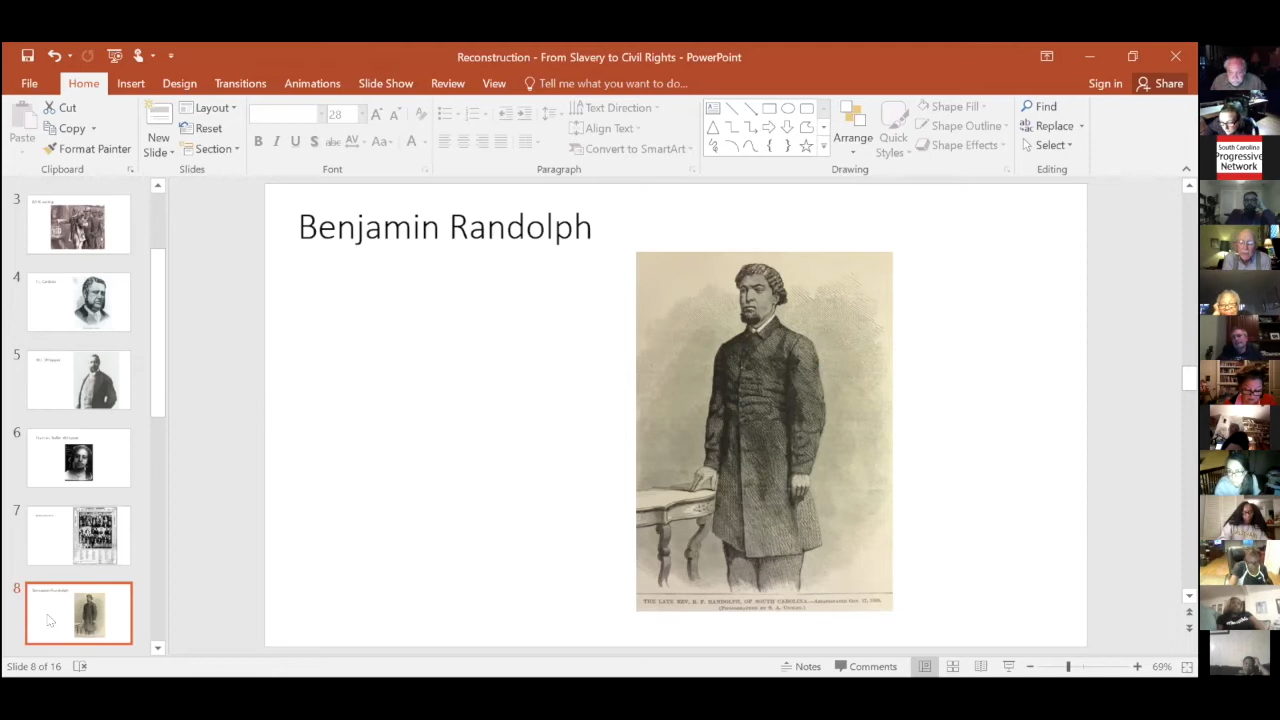 Reconstruction - From Slavery to Civil Rights - PowerPoint
File Home Insert Design Transitions Animations Slide Show Review View Tell me what you want to do... Sign in Share
Cut
Copy
Format Painter
Paste
Clipboard
New
Slide
Layout
Reset
Section
Slides
28
B I U S abc AV Aa A
Font
Text Direction
Align Text
Convert to SmartArt
Paragraph
Arrange
Quick
Styles
Shape Fill
Shape Outline
Shape Effects
Drawing
Find
Replace
Select
Editing
3
4
5
6
7
8
Benjamin Randolph
THE LATE REV. B. F. RANDOLPH, OF SOUTH CAROLINA
South Carolina
Progressive
Network
Slide 8 of 16
Notes Comments
69%